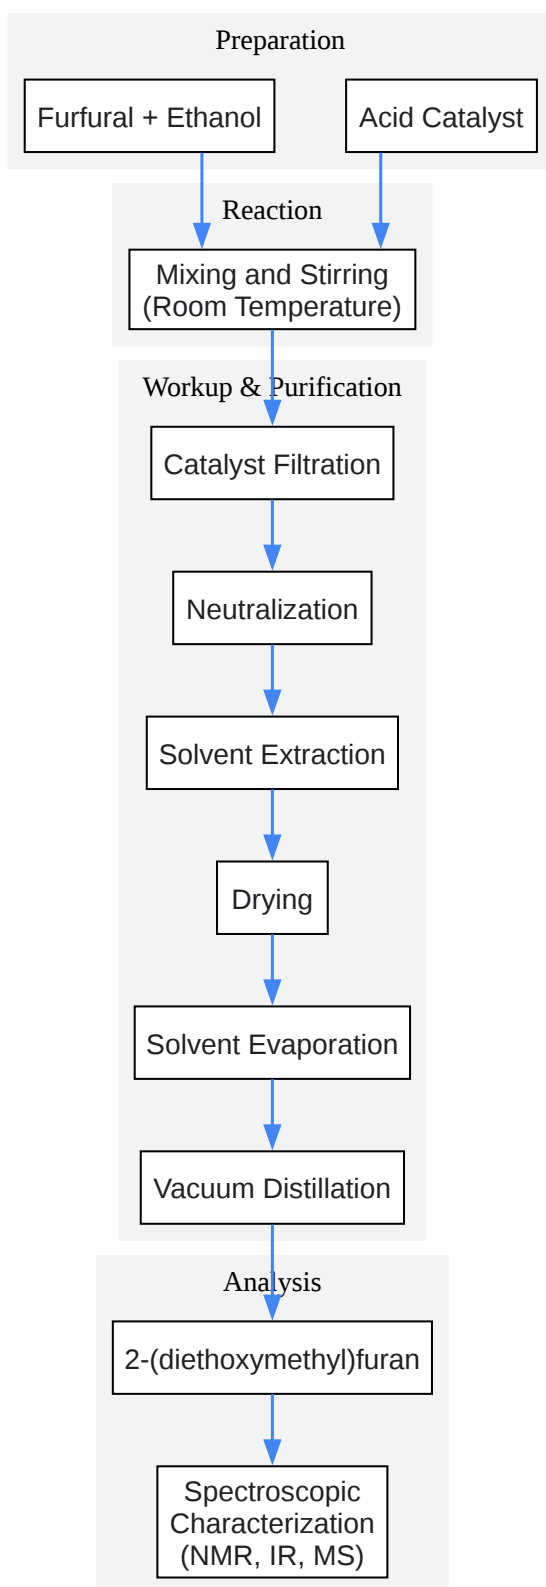 Preparation
Furfural + Ethanol
Acid Catalyst
Reaction
Mixing and Stirring
(Room Temperature)
Workup & Purification
Catalyst Filtration
Neutralization
Solvent Extraction
Drying
Solvent Evaporation
Vacuum Distillation
Analysis
2-(diethoxymethyl)furan
Spectroscopic
Characterization
(NMR, IR, MS)